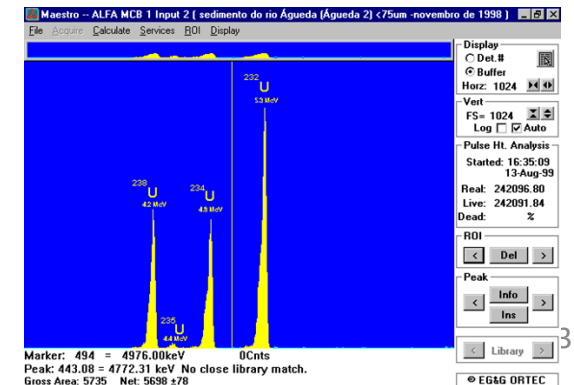 Maestro -- ALFA MCB 1 Input 2 ( sedimento do rio Águeda (Águeda 2) <75um -novembro de 1998 )
File Acquire Calculate Services ROI Display
232
U
5.3 MeV
238
U
4.2 MeV
234
U
4.8 MeV
235
U
4.4 MeV
Display
Det.#
Buffer
Horz: 1024
Vert
FS= 1024
Log Auto
Pulse Ht. Analysis
Started: 16:35:09
13-Aug-99
Real: 242096.80
Live: 242091.84
Dead: %
ROI
< Del >
Peak
< Info >
Ins
< Library >
3
© EG&G ORTEC
Marker: 494 = 4976.00keV 0Cnts
Peak: 443.08 = 4772.31 keV No close library match.
Gross Area: 5735 Net: 5698 ±78